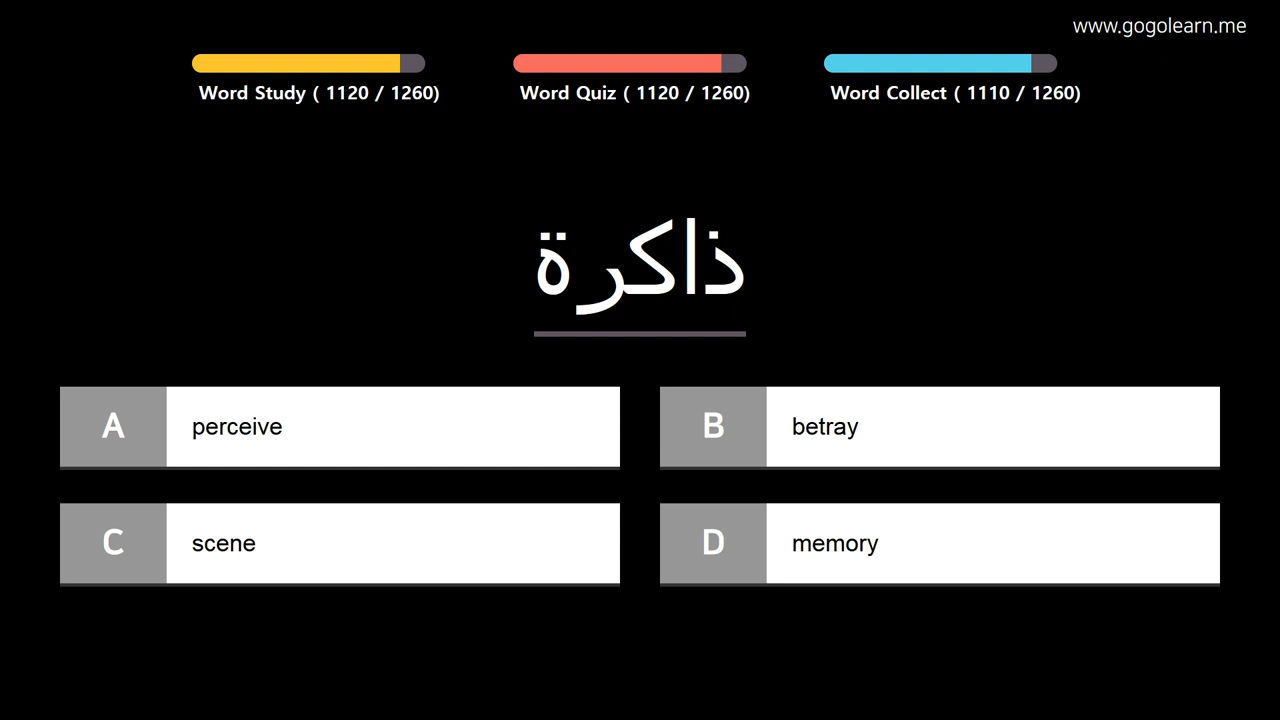 www.gogolearn.me
Word Study ( 1120 / 1260)
Word Quiz ( 1120 / 1260)
Word Collect ( 1110 / 1260)
ذاكرة
A perceive
B betray
C scene
D memory